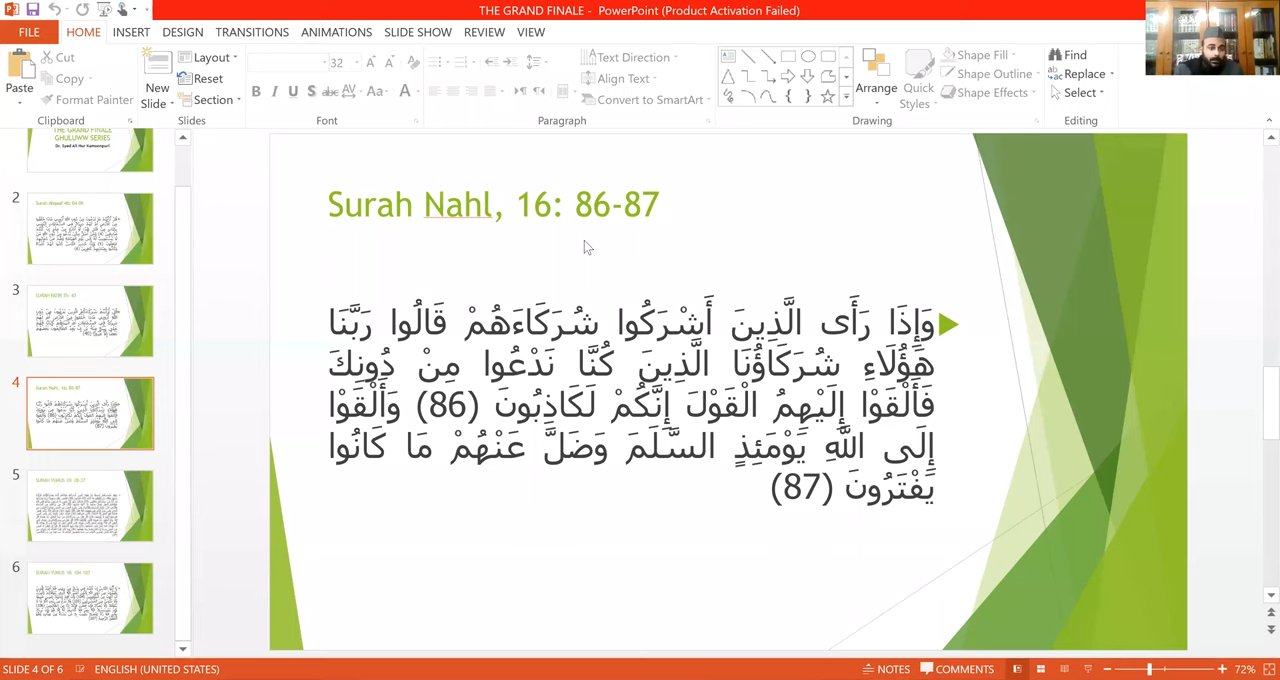 THE GRAND FINALE - PowerPoint (Product Activation Failed)
FILE HOME INSERT DESIGN TRANSITIONS ANIMATIONS SLIDE SHOW REVIEW VIEW
Paste
Cut
Copy
Format Painter
Clipboard
New Slide
Layout
Reset
Section
Slides
32
B I U S abc AV Aa A
Font
Text Direction
Align Text
Convert to SmartArt
Paragraph
Arrange
Quick Styles
Shape Fill
Shape Outline
Shape Effects
Drawing
Find
Replace
Select
Editing
THE GRAND FINALE
GHULUWW SERIES
2
3
4
Surah Nahl, 16: 86-87
5
6
Surah Nahl, 16: 86-87
وَإِذَا رَأَى الَّذِينَ أَشْرَكُوا شُرَكَاءَهُمْ قَالُوا رَبَّنَا
هَؤُلَاءِ شُرَكَاؤُنَا الَّذِينَ كُنَّا نَدْعُوا مِنْ دُونِكَ
فَأَلْقَوْا إِلَيْهِمُ الْقَوْلَ إِنَّكُمْ لَكَاذِبُونَ (86) وَأَلْقَوْا
إِلَى اللَّهِ يَوْمَئِذٍ السَّلَمَ وَضَلَّ عَنْهُمْ مَا كَانُوا
يَفْتَرُونَ (87)
SLIDE 4 OF 6 ENGLISH (UNITED STATES) NOTES COMMENTS 72%